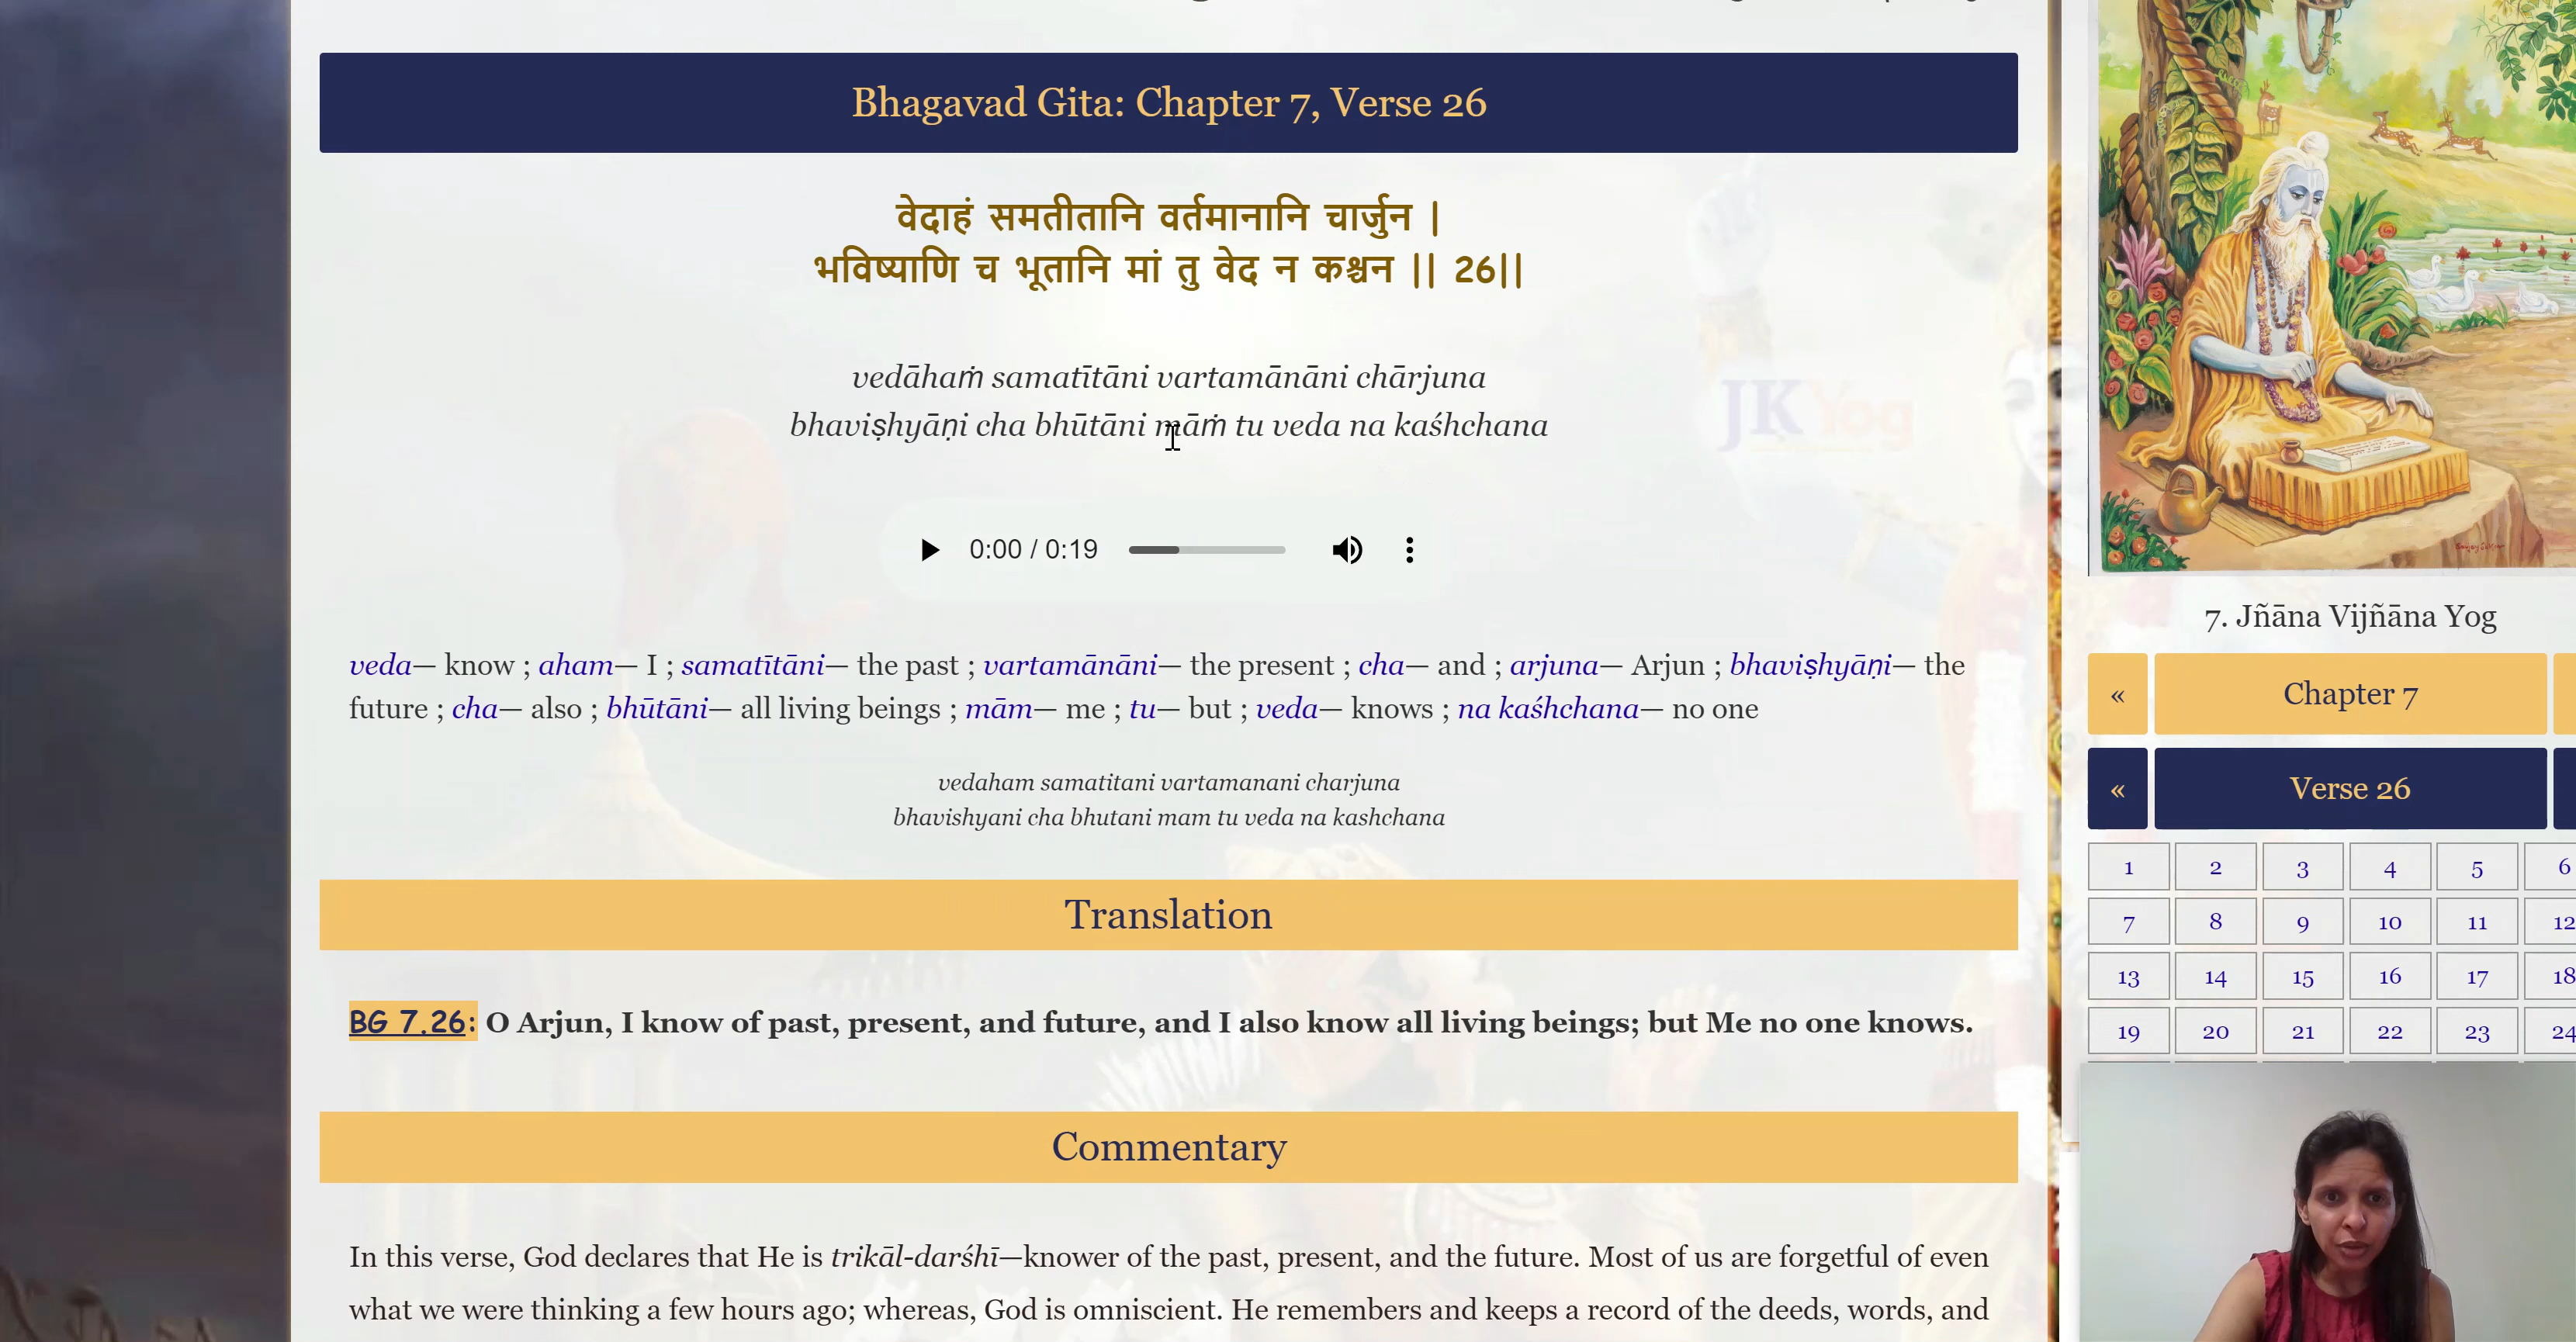 Bhagavad Gita: Chapter 7, Verse 26
वेदाहं समतीतानि वर्तमानानि चार्जुन |
भविष्याणि च भूतानि मां तु वेद न कश्चन || 26||
vedāhaṁ samatītāni vartamānāni chārjuna
bhaviṣhyāṇi cha bhūtāni māṁ tu veda na kaśhchana
JKYog
0:00 / 0:19
veda— know ; aham— I ; samatītāni— the past ; vartamānāni— the present ; cha— and ; arjuna— Arjun ; bhaviṣhyāṇi— the
future ; cha— also ; bhūtāni— all living beings ; mām— me ; tu— but ; veda— knows ; na kaśhchana— no one
vedaham samatitani vartamanani charjuna
bhavishyani cha bhutani mam tu veda na kashchana
Translation
BG 7.26: O Arjun, I know of past, present, and future, and I also know all living beings; but Me no one knows.
Commentary
In this verse, God declares that He is trikāl-darśhī—knower of the past, present, and the future. Most of us are forgetful of even
what we were thinking a few hours ago; whereas, God is omniscient. He remembers and keeps a record of the deeds, words, and
7. Jñāna Vijñāna Yog
« Chapter 7
« Verse 26
1 2 3 4 5 6
7 8 9 10 11 12
13 14 15 16 17 18
19 20 21 22 23 24